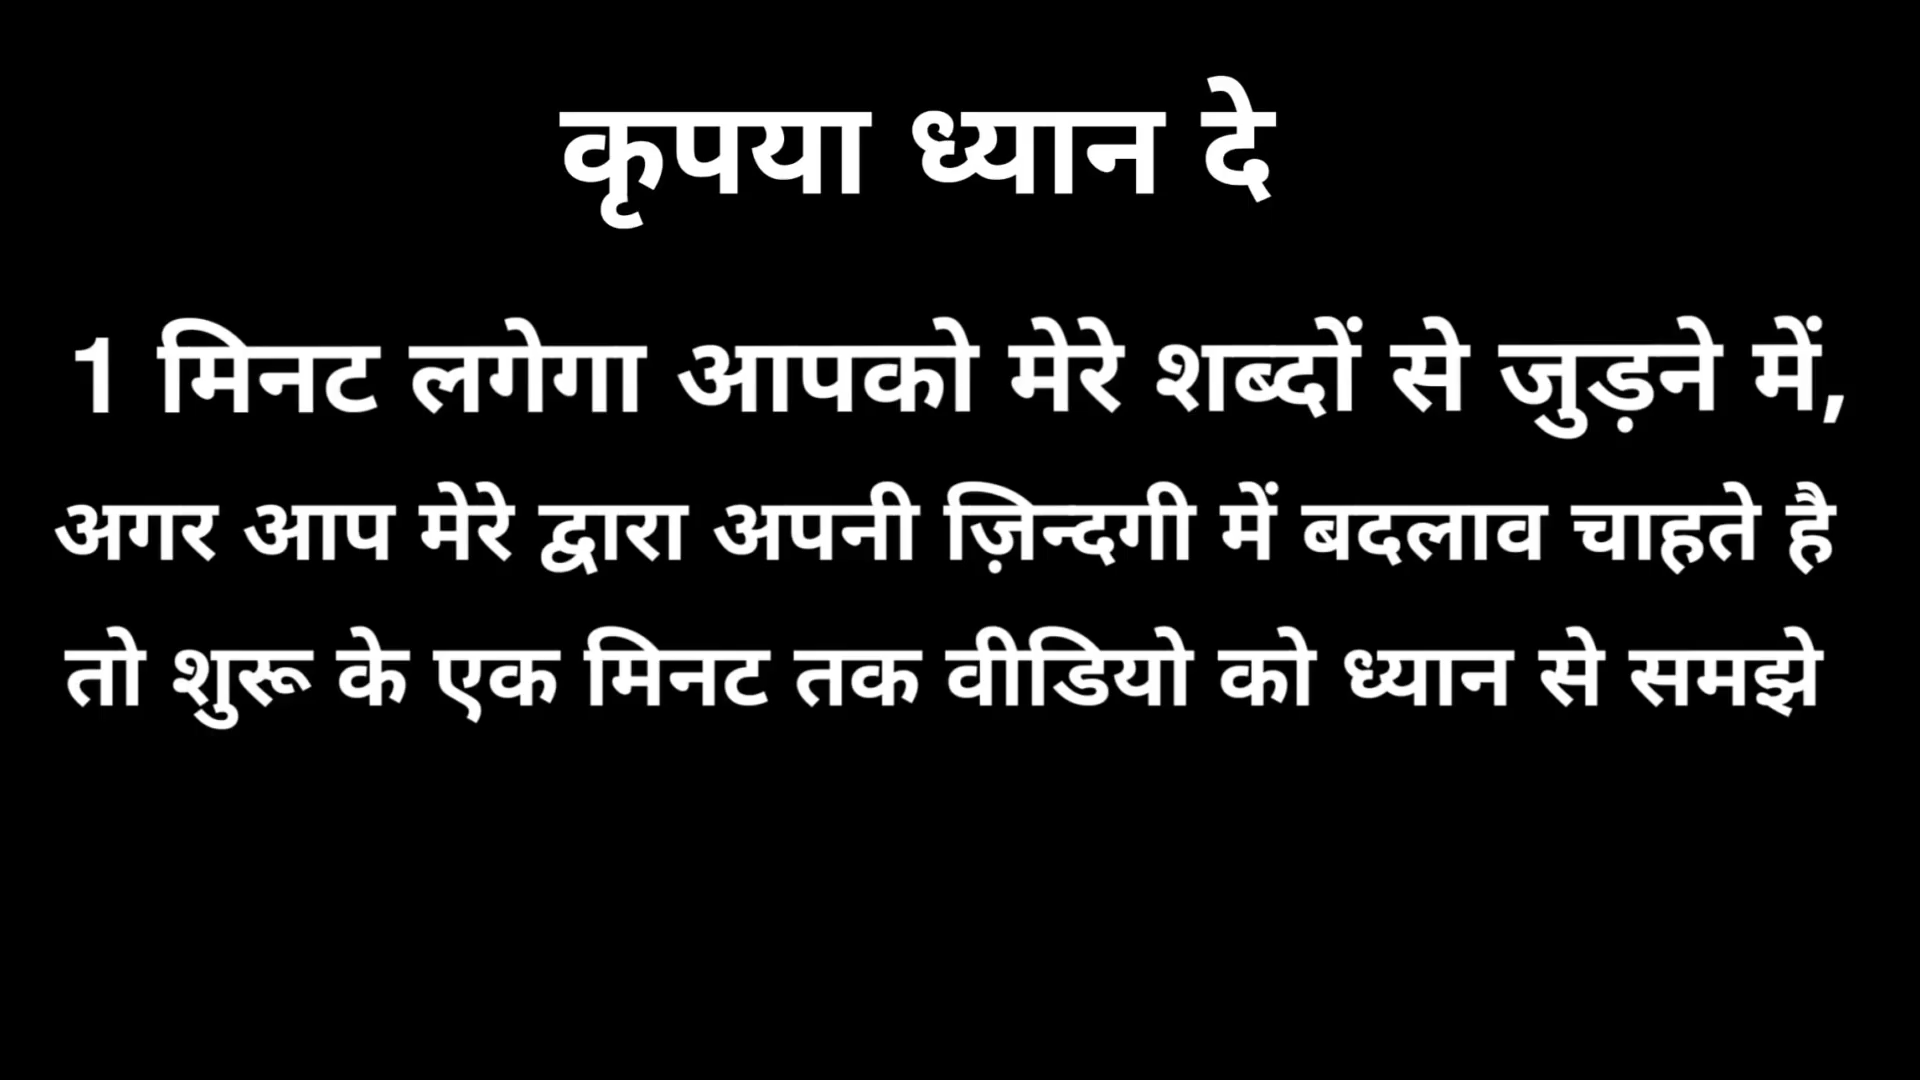 कृपया ध्यान दे
1 मिनट लगेगा आपको मेरे शब्दों से जुड़ने में,
अगर आप मेरे द्वारा अपनी ज़िन्दगी में बदलाव चाहते है
तो शुरू के एक मिनट तक वीडियो को ध्यान से समझे